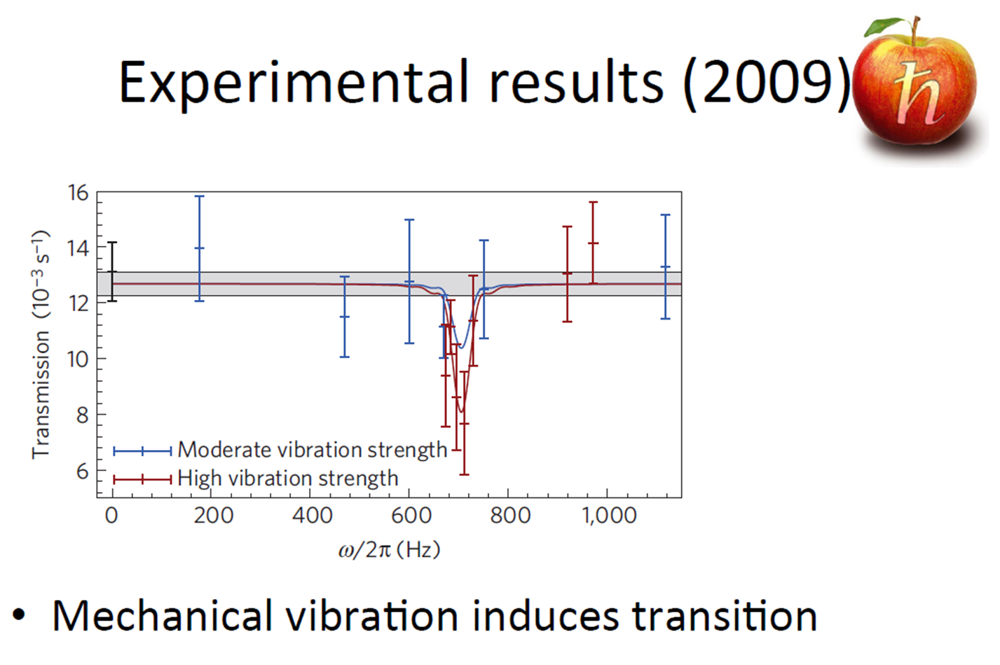 Experimental results (2009)
ħ
16
14
12
10
8
6
Transmission (10⁻³ s⁻¹)
Moderate vibration strength
High vibration strength
0 200 400 600 800 1,000
ω/2π (Hz)
• Mechanical vibration induces transition